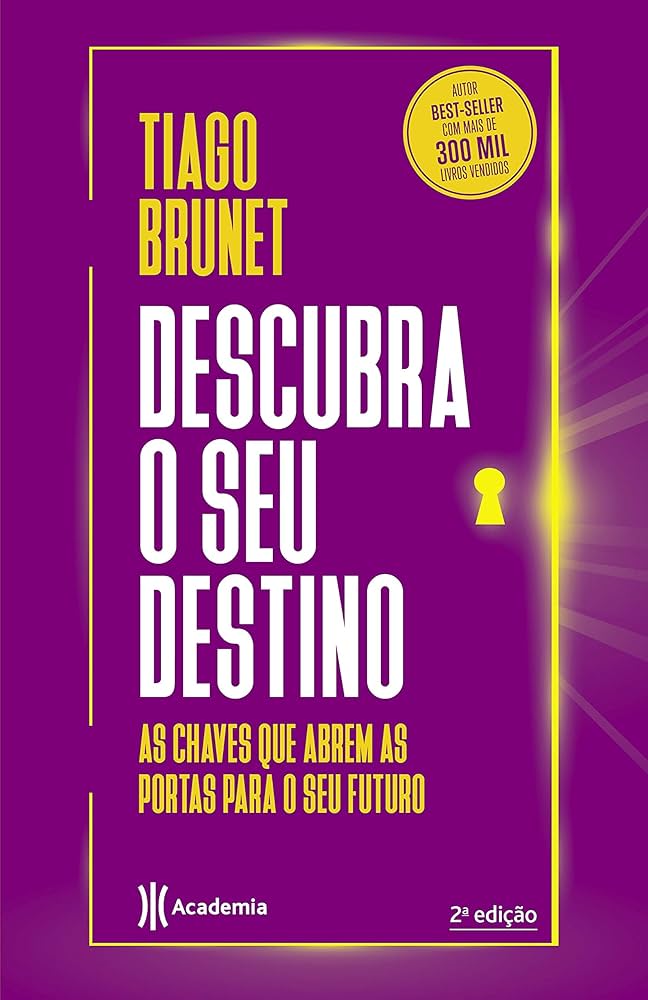 TIAGO
BRUNET
AUTOR
BEST-SELLER
COM MAIS DE
300 MIL
LIVROS VENDIDOS
DESCUBRA
O SEU
DESTINO
AS CHAVES QUE ABREM AS
PORTAS PARA O SEU FUTURO
Academia
2ª edição